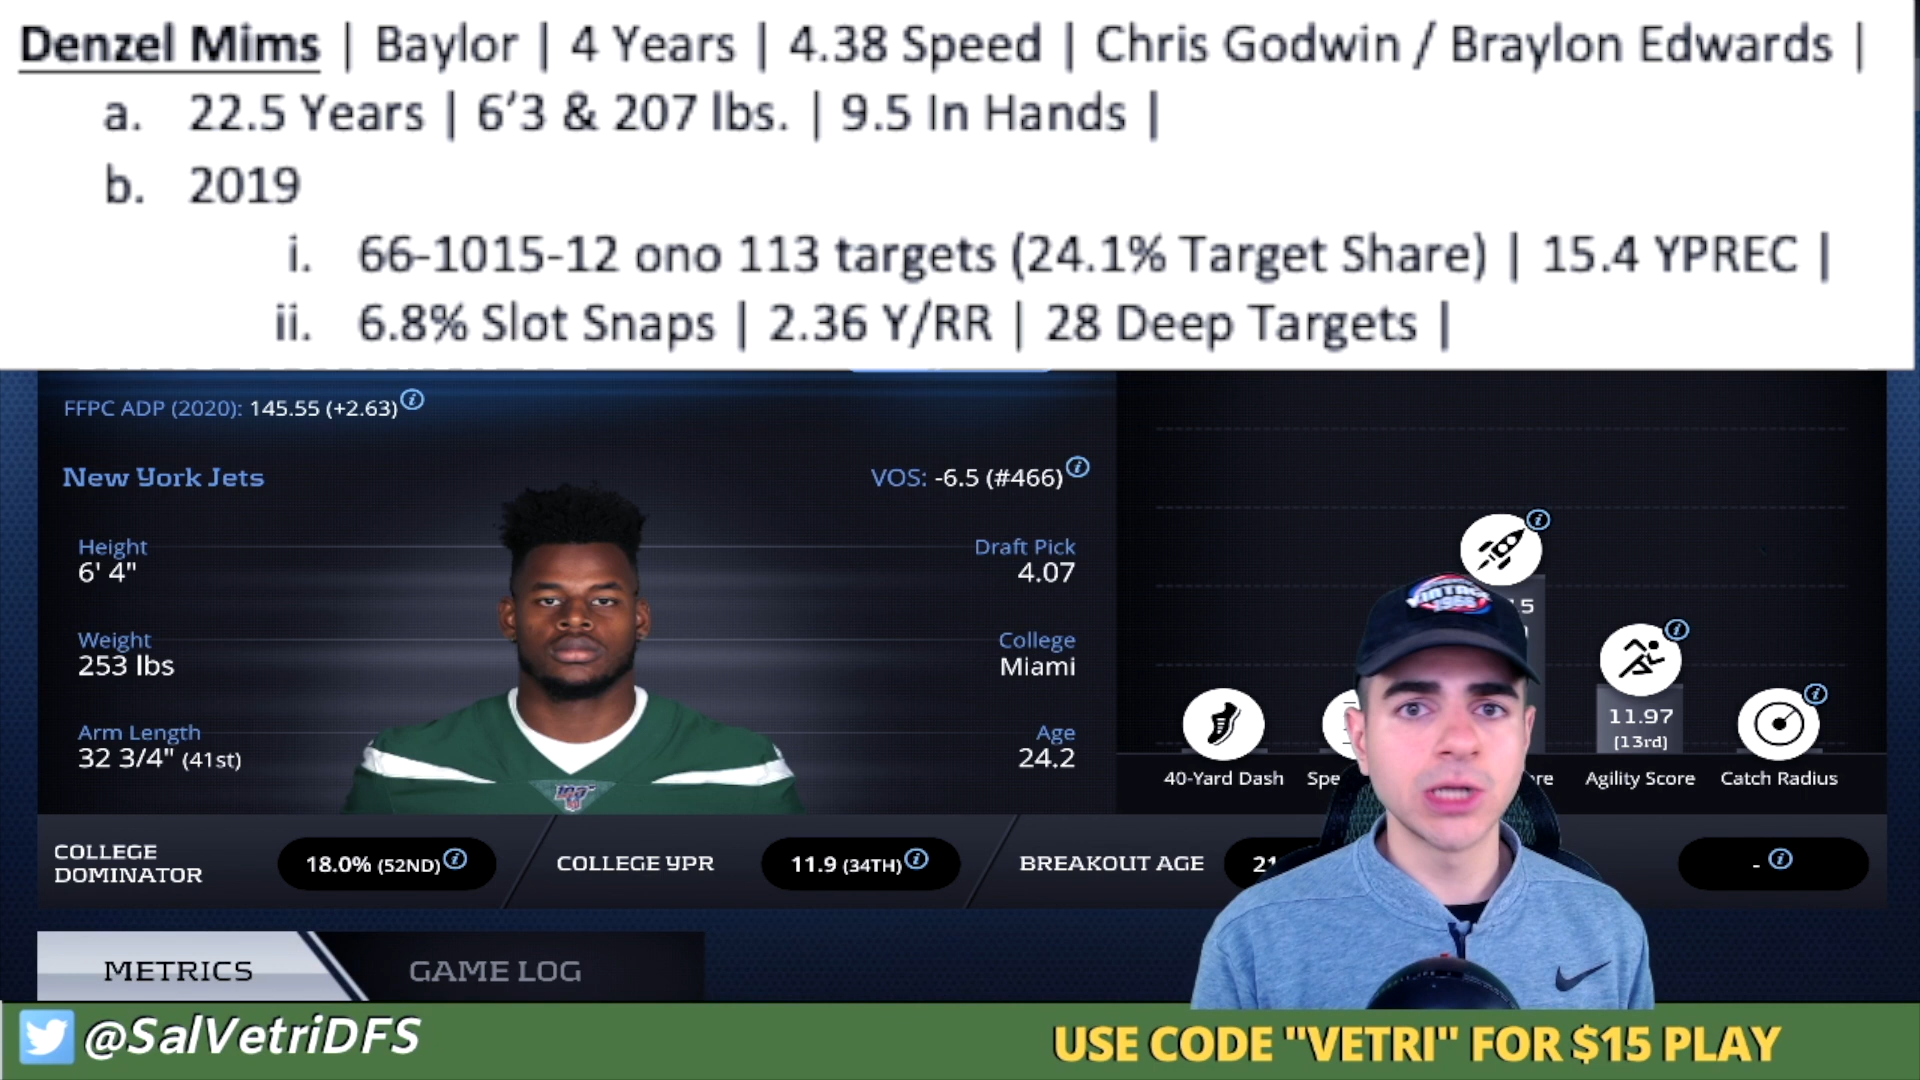 Denzel Mims | Baylor | 4 Years | 4.38 Speed | Chris Godwin / Braylon Edwards |
a. 22.5 Years | 6’3 & 207 lbs. | 9.5 In Hands |
b. 2019
i. 66-1015-12 ono 113 targets (24.1% Target Share) | 15.4 YPREC |
ii. 6.8% Slot Snaps | 2.36 Y/RR | 28 Deep Targets |
FFPC ADP (2020): 145.55 (+2.63)
New York Jets
VOS: -6.5 (#466)
Height
6' 4"
Draft Pick
4.07
Weight
253 lbs
College
Miami
Arm Length
32 3/4" (41st)
Age
24.2
11.97
[13rd]
40-Yard Dash
Agility Score
Catch Radius
COLLEGE
DOMINATOR
18.0% (52ND)
COLLEGE YPR
11.9 (34TH)
BREAKOUT AGE
METRICS
GAME LOG
VINTAGE
@SalVetriDFS
USE CODE "VETRI" FOR $15 PLAY